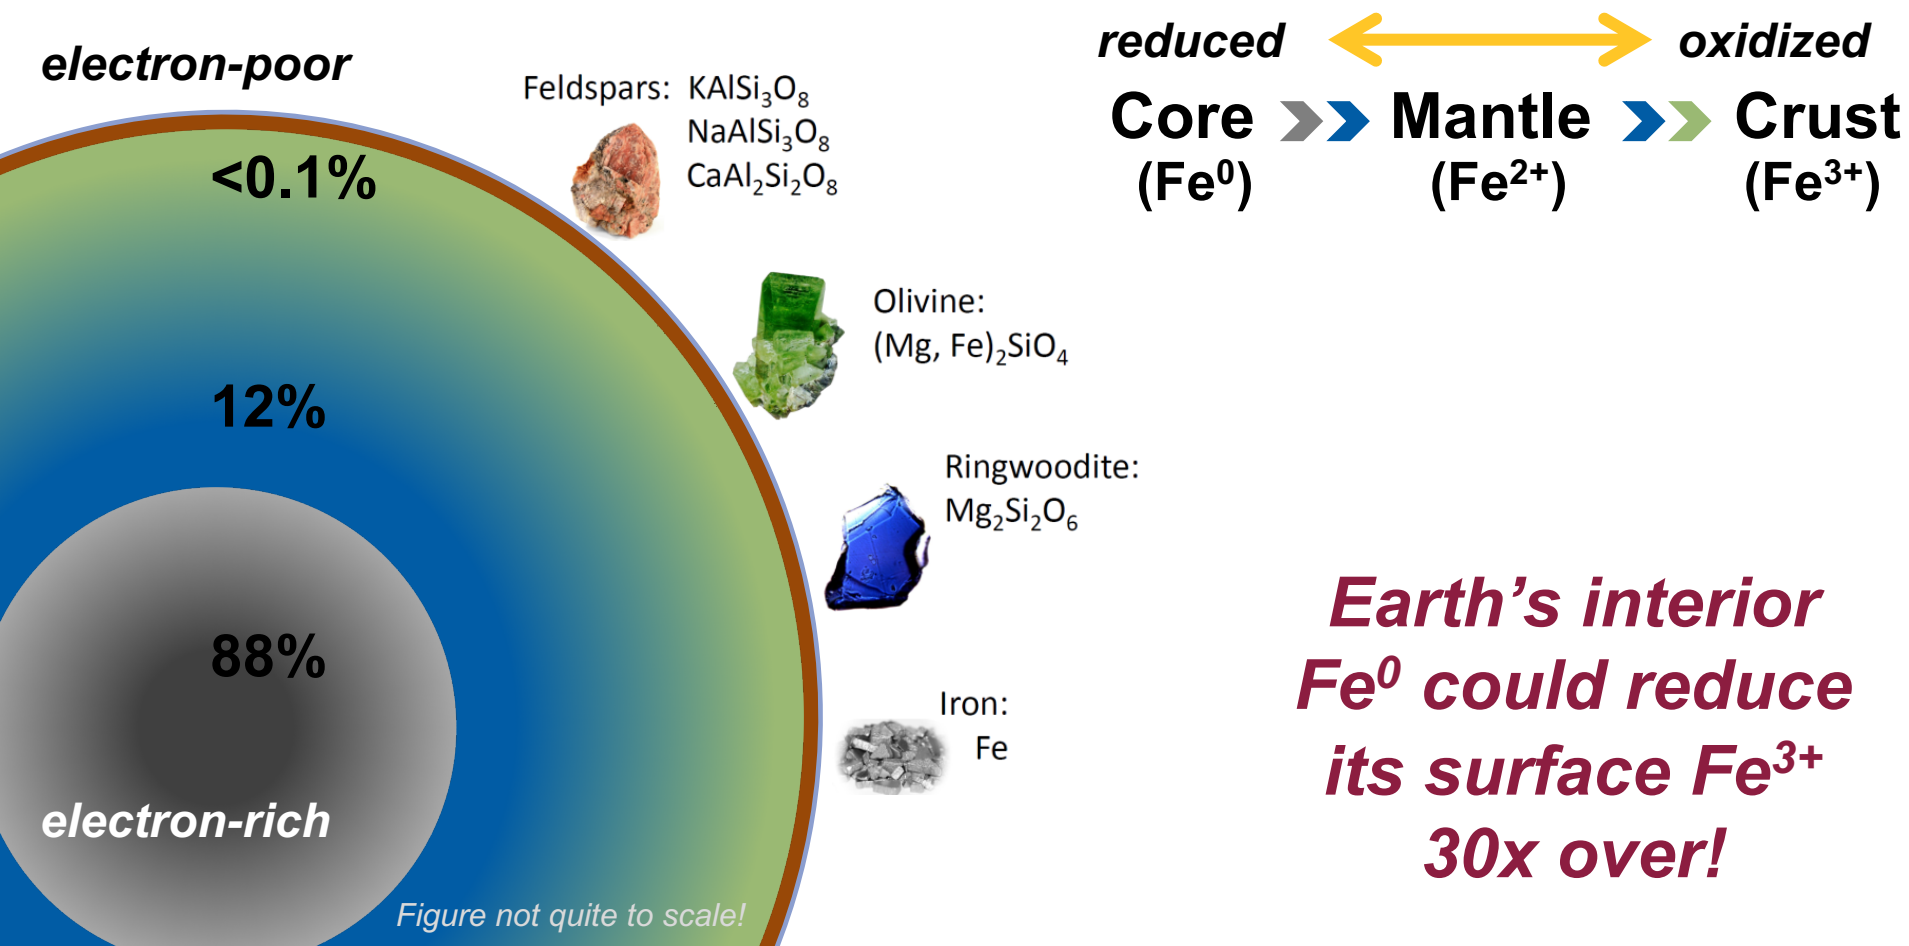 electron-poor
<0.1%
12%
88%
electron-rich
Figure not quite to scale!
Feldspars: KAlSi₃O₈
NaAlSi₃O₈
CaAl₂Si₂O₈
Olivine:
(Mg, Fe)₂SiO₄
Ringwoodite:
Mg₂Si₂O₆
Iron:
Fe
reduced oxidized
Core Mantle Crust
(Fe⁰) (Fe²⁺) (Fe³⁺)
Earth’s interior
Fe⁰ could reduce
its surface Fe³⁺
30x over!